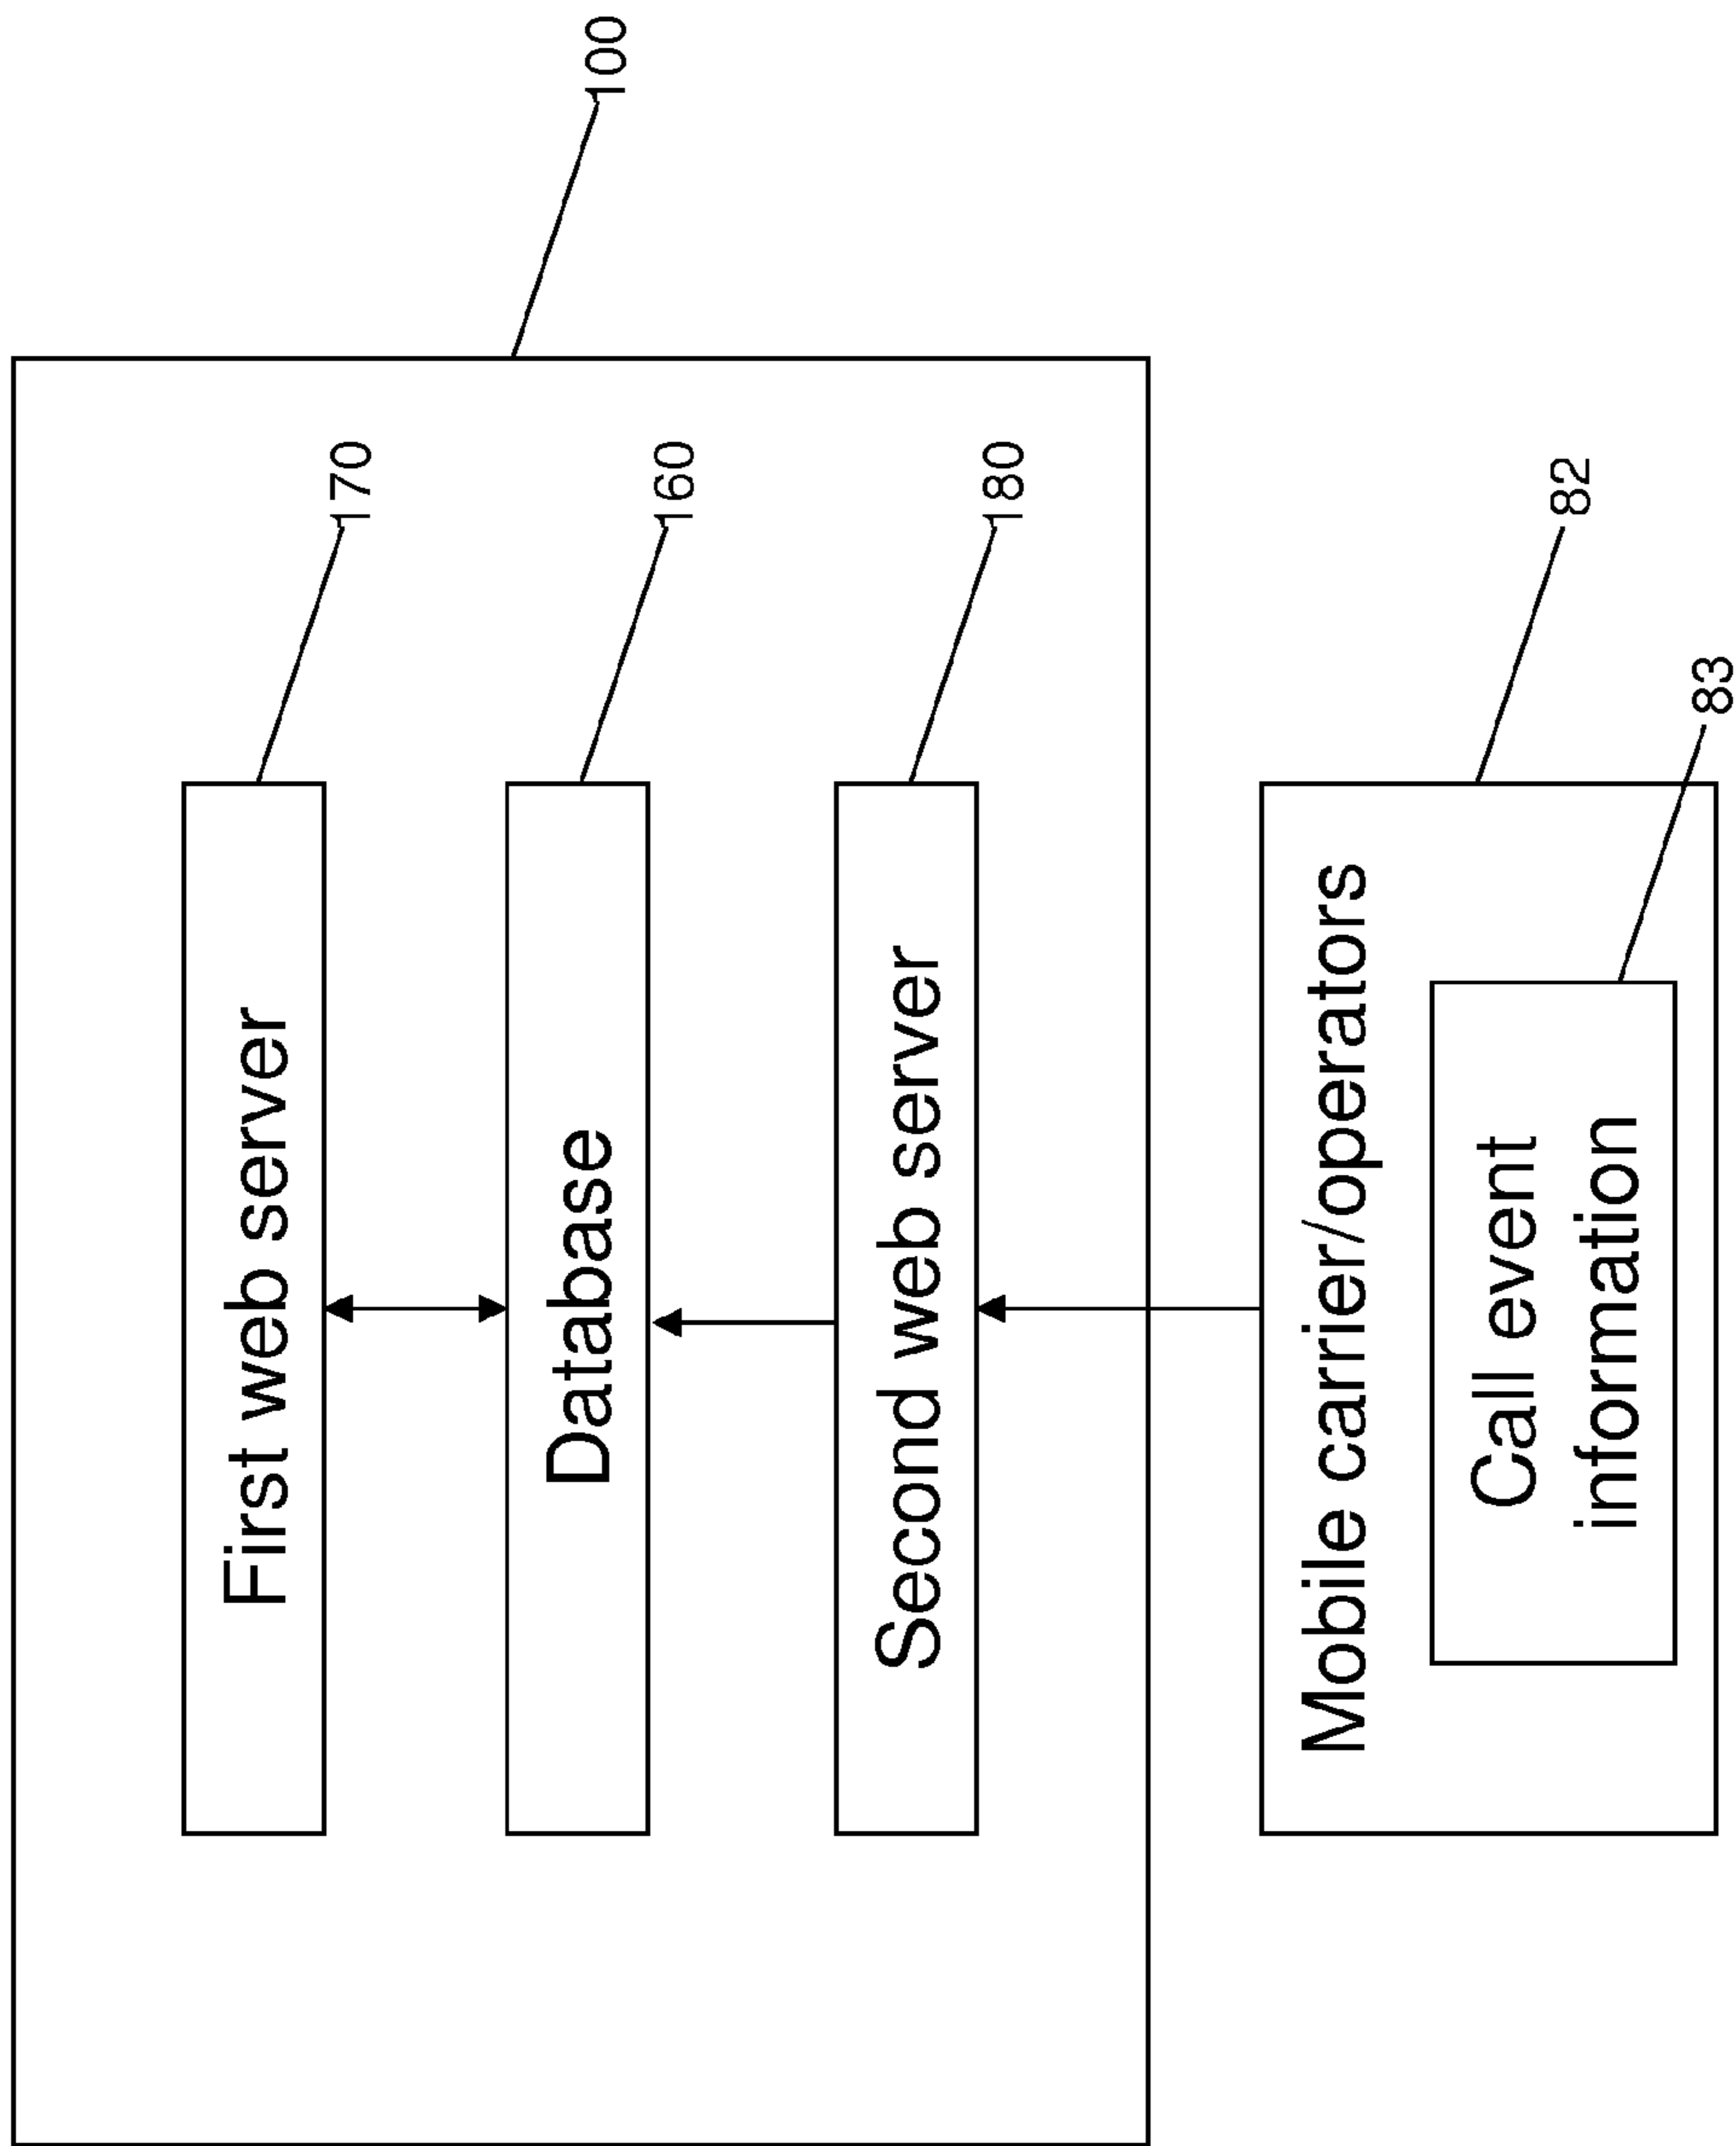 100
170
First web server
160
Database
180
Second web server
82
Mobile carrier/operators
83
Call event
information